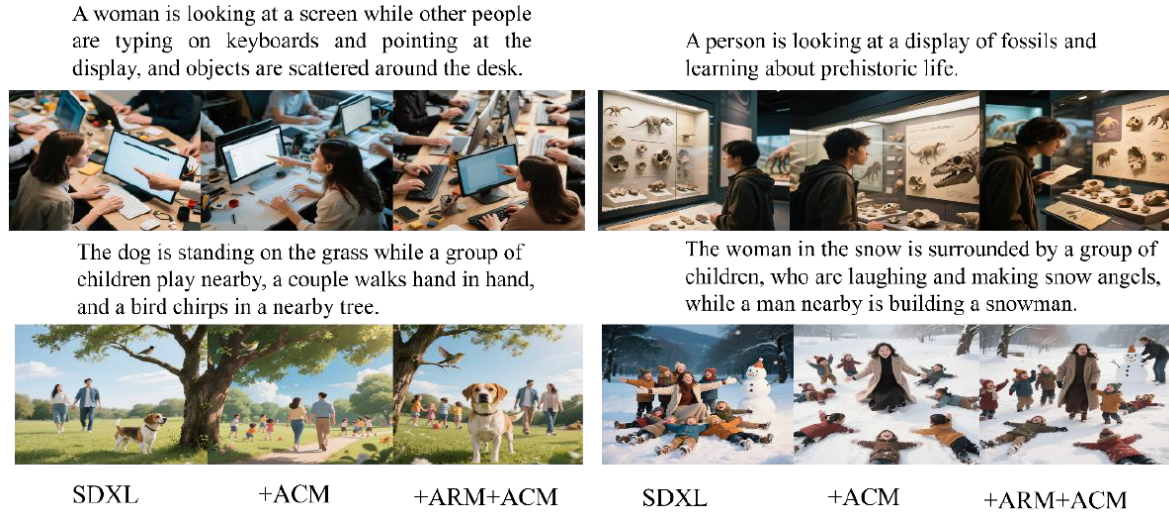 A woman is looking at a screen while other people
are typing on keyboards and pointing at the
display, and objects are scattered around the desk.
A person is looking at a display of fossils and
learning about prehistoric life.
The dog is standing on the grass while a group of
children play nearby, a couple walks hand in hand,
and a bird chirps in a nearby tree.
The woman in the snow is surrounded by a group of
children, who are laughing and making snow angels,
while a man nearby is building a snowman.
SDXL +ACM +ARM+ACM SDXL +ACM +ARM+ACM